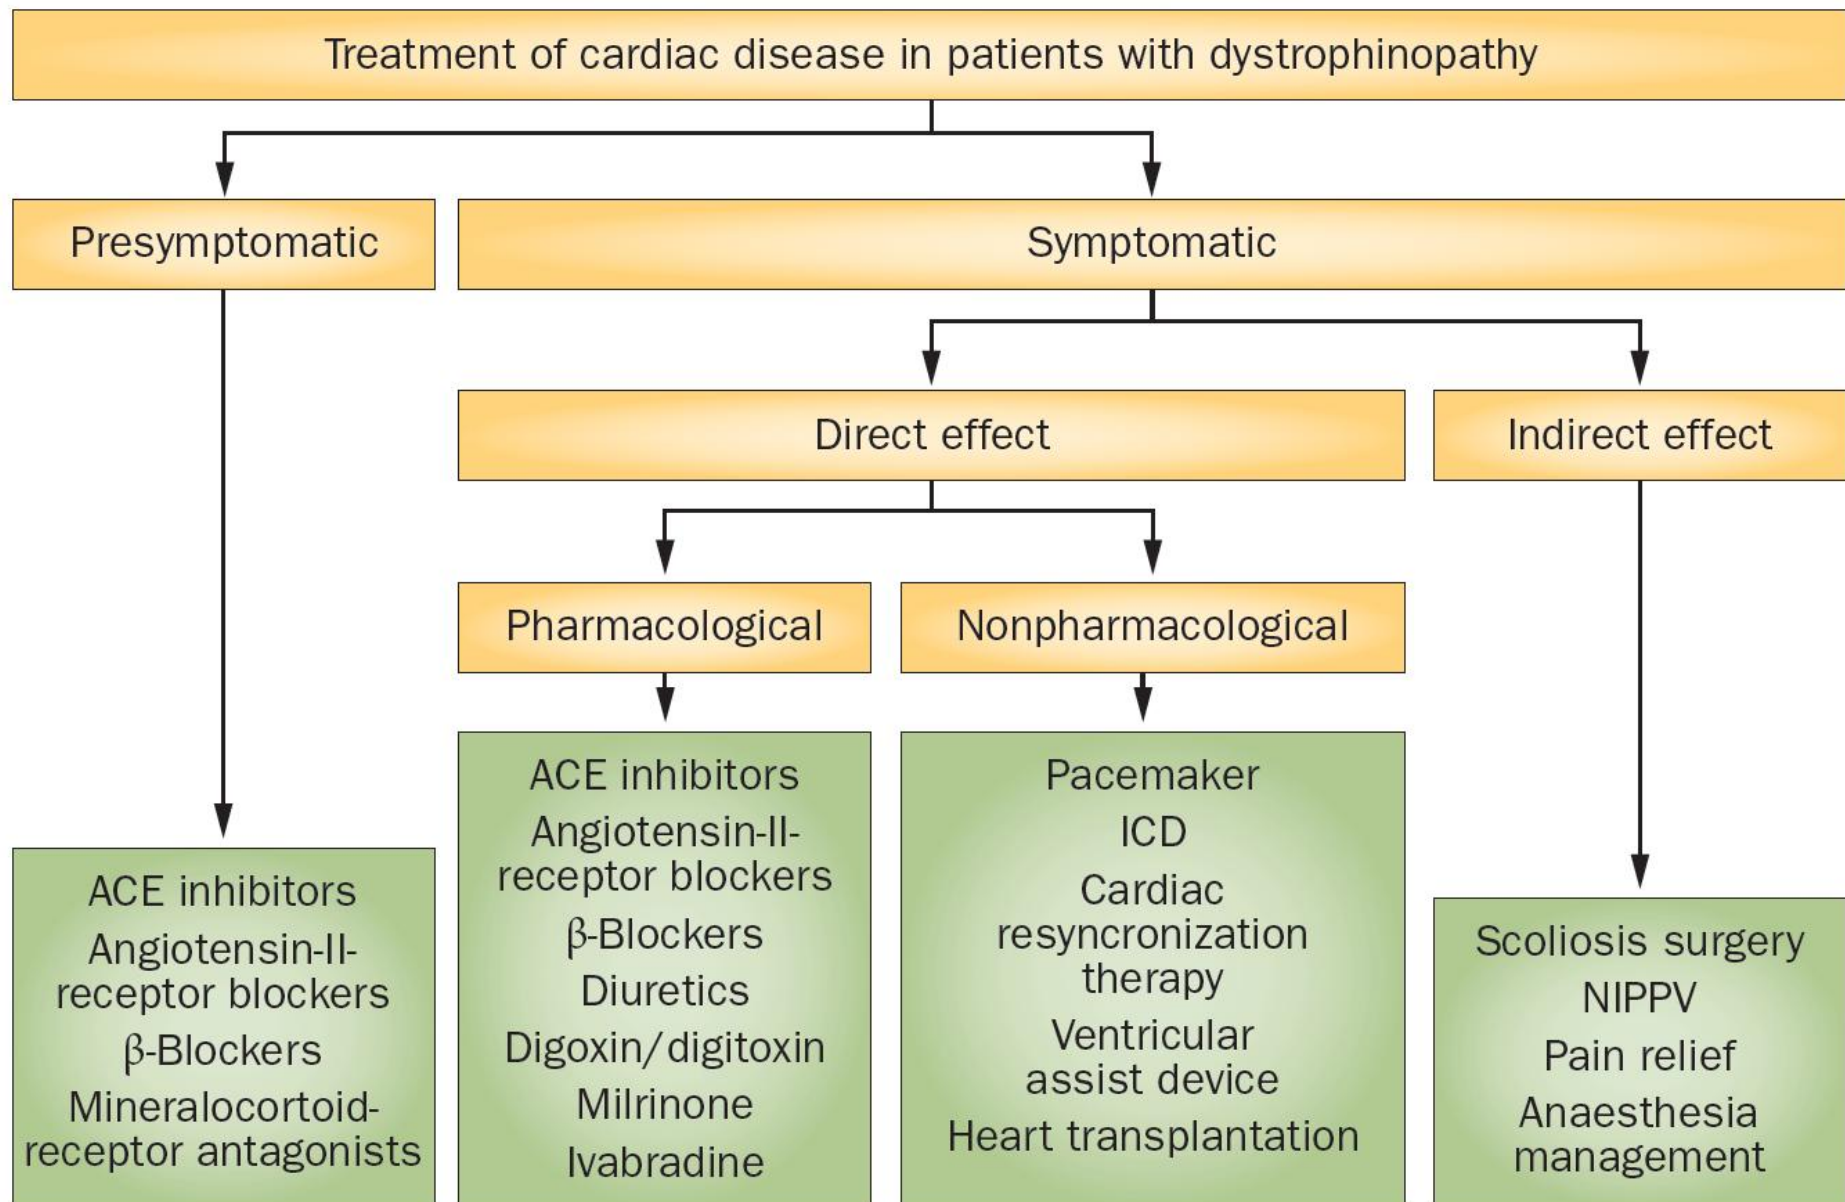 Treatment of cardiac disease in patients with dystrophinopathy
Presymptomatic
Symptomatic
Direct effect
Indirect effect
Pharmacological
Nonpharmacological
ACE inhibitors
Angiotensin-II-
receptor blockers
β-Blockers
Mineralocortoid-
receptor antagonists
ACE inhibitors
Angiotensin-II-
receptor blockers
β-Blockers
Diuretics
Digoxin/digitoxin
Milrinone
Ivabradine
Pacemaker
ICD
Cardiac
resyncronization
therapy
Ventricular
assist device
Heart transplantation
Scoliosis surgery
NIPPV
Pain relief
Anaesthesia
management